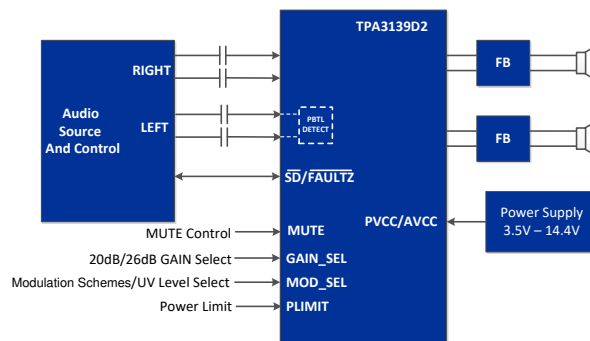 TPA3139D2
RIGHT
FB
Audio
Source
And Control
LEFT
PBTL
DETECT
FB
SD/FAULTZ
PVCC/AVCC
Power Supply
3.5V – 14.4V
MUTE Control
MUTE
20dB/26dB GAIN Select
GAIN_SEL
Modulation Schemes/UV Level Select
MOD_SEL
Power Limit
PLIMIT